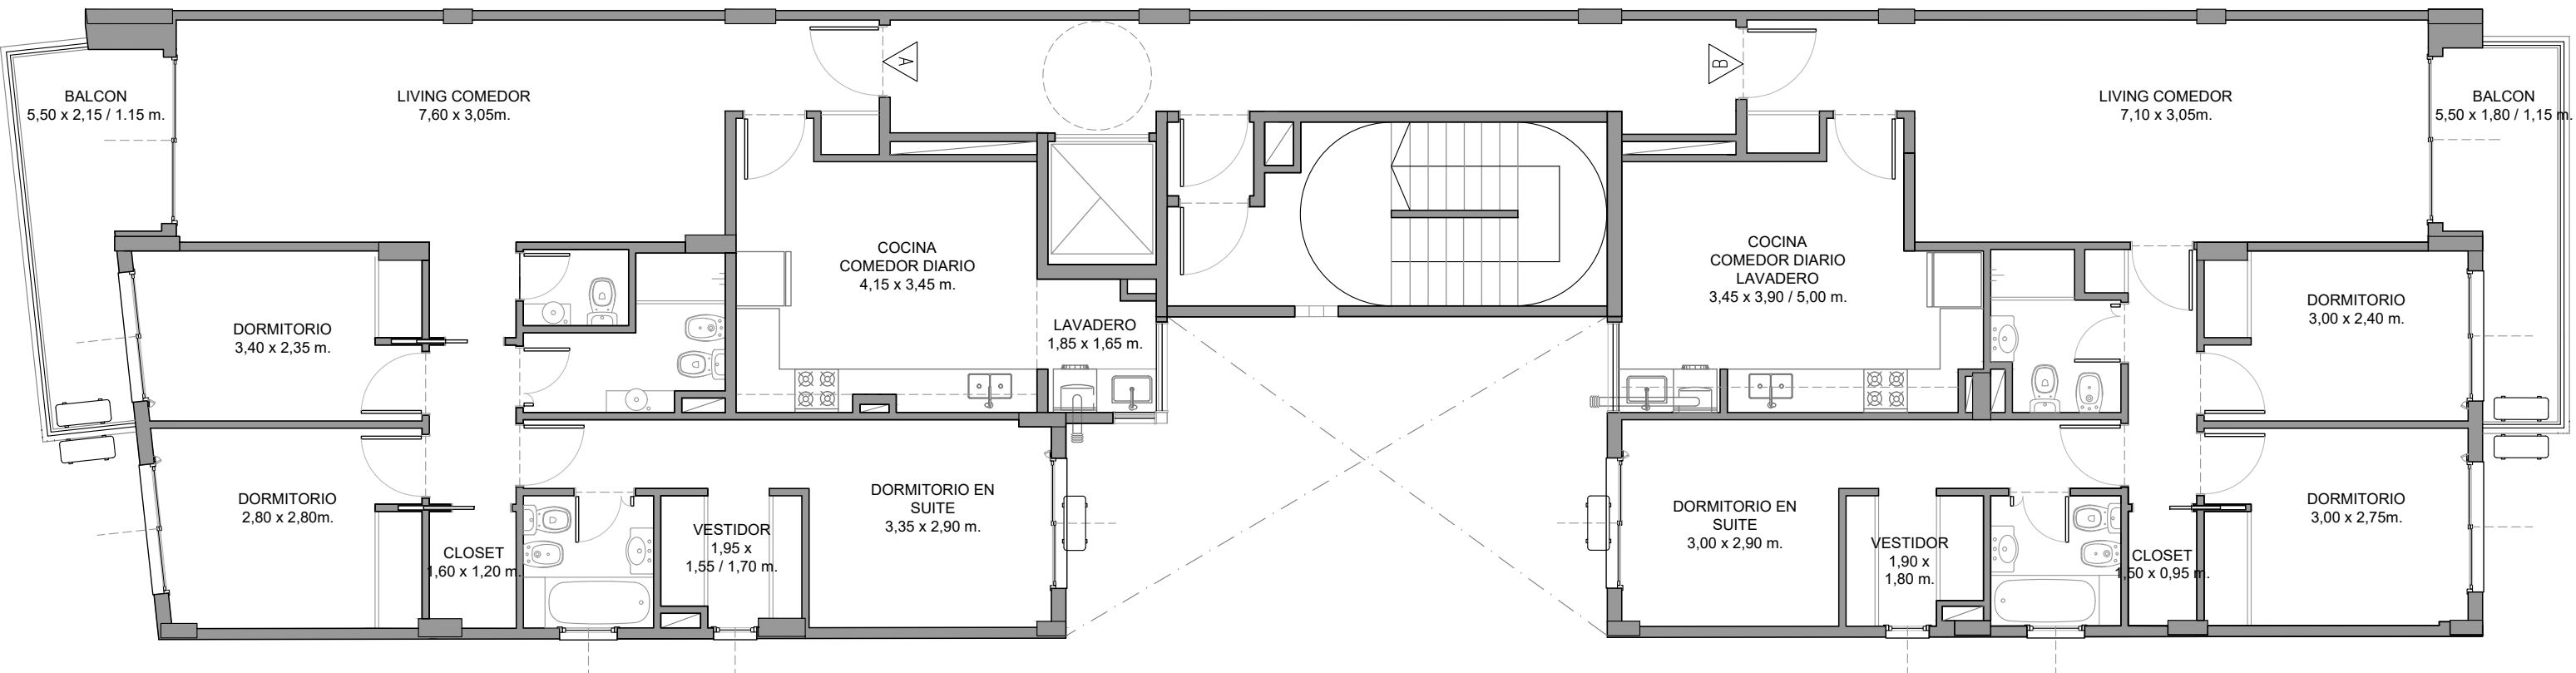 A
B
BALCON
5,50 x 2,15 / 1.15 m.
LIVING COMEDOR
7,60 x 3,05m.
LIVING COMEDOR
7,10 x 3,05m.
BALCON
5,50 x 1,80 / 1,15 m.
COCINA
COMEDOR DIARIO
4,15 x 3,45 m.
COCINA
COMEDOR DIARIO
LAVADERO
3,45 x 3,90 / 5,00 m.
DORMITORIO
3,40 x 2,35 m.
LAVADERO
1,85 x 1,65 m.
DORMITORIO
3,00 x 2,40 m.
DORMITORIO
2,80 x 2,80m.
CLOSET
1,60 x 1,20 m.
VESTIDOR
1,95 x
1,55 / 1,70 m.
DORMITORIO EN
SUITE
3,35 x 2,90 m.
DORMITORIO EN
SUITE
3,00 x 2,90 m.
VESTIDOR
1,90 x
1,80 m.
CLOSET
1,50 x 0,95 m.
DORMITORIO
3,00 x 2,75m.